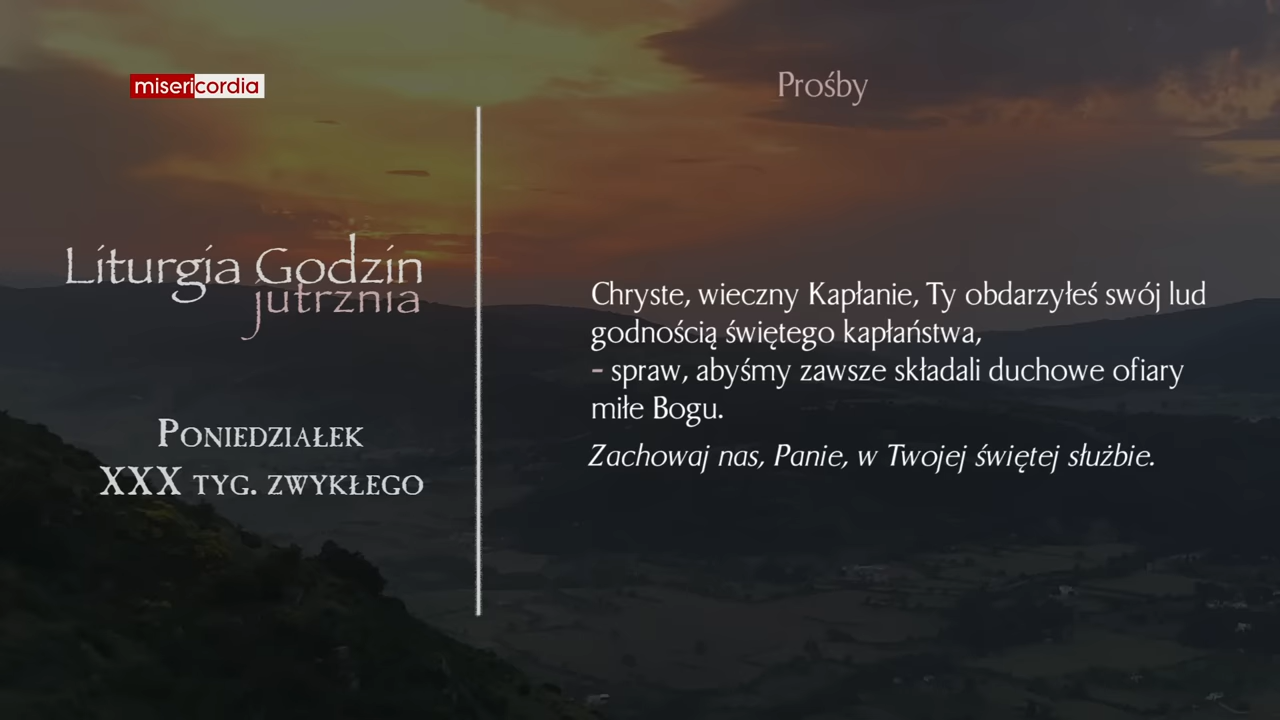 misericordia
Liturgia Godzin
jutrznia
Poniedziałek
XXX tyg. zwykłego
Prośby
Chryste, wieczny Kapłanie, Ty obdarzyłeś swój lud
godnością świętego kapłaństwa,
- spraw, abyśmy zawsze składali duchowe ofiary
miłe Bogu.
Zachowaj nas, Panie, w Twojej świętej służbie.